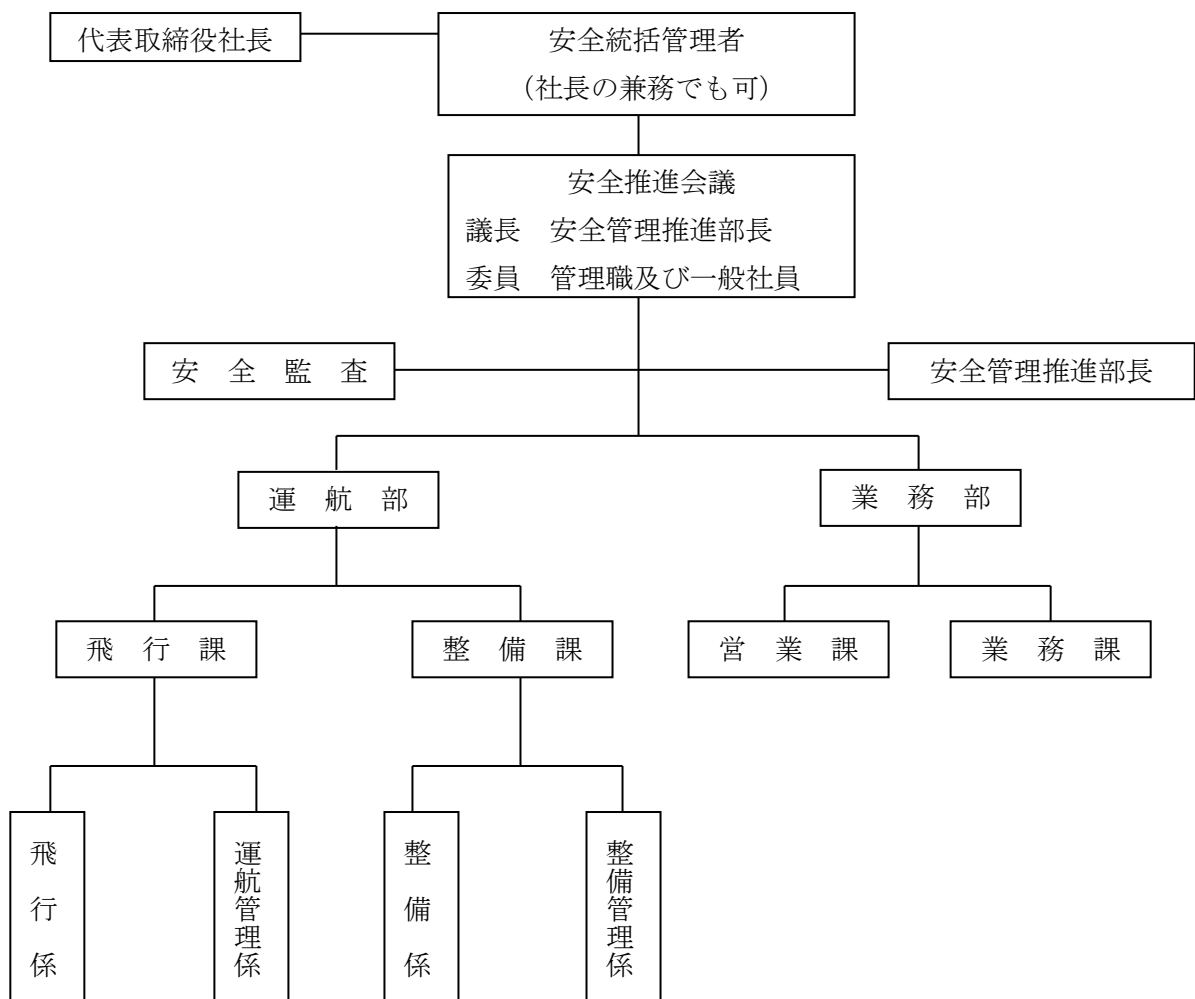 代表取締役社長
安全統括管理者
（社長の兼務でも可）
安全推進会議
議長　安全管理推進部長
委員　管理職及び一般社員
安　全　監　査
安全管理推進部長
運　航　部
業　務　部
飛　行　課
整　備　課
営　業　課
業　務　課
飛行係
運航管理係
整備係
整備管理係